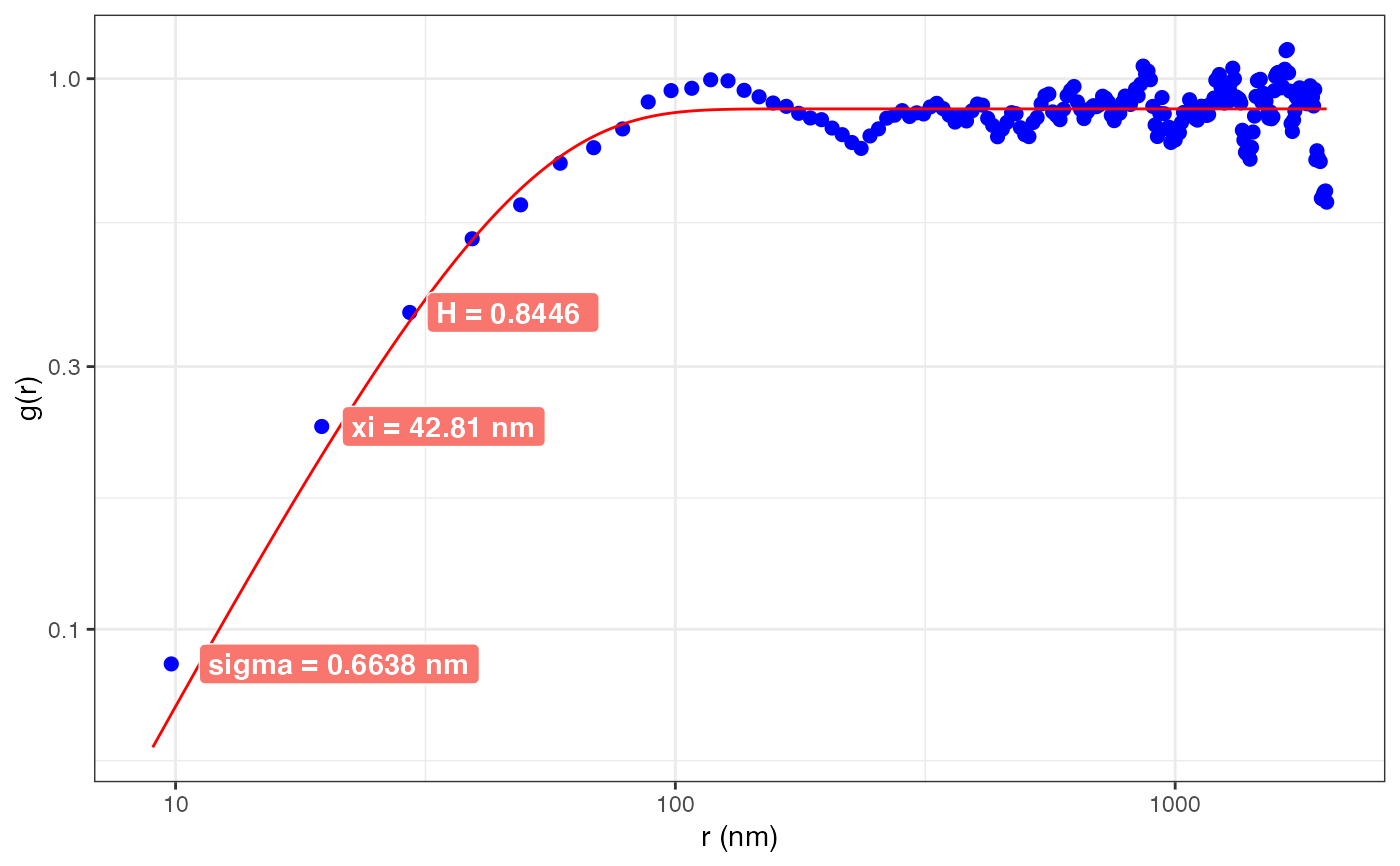 1.0
0.3
0.1
g(r)
H = 0.8446
xi = 42.81 nm
sigma = 0.6638 nm
10
100
1000
r (nm)